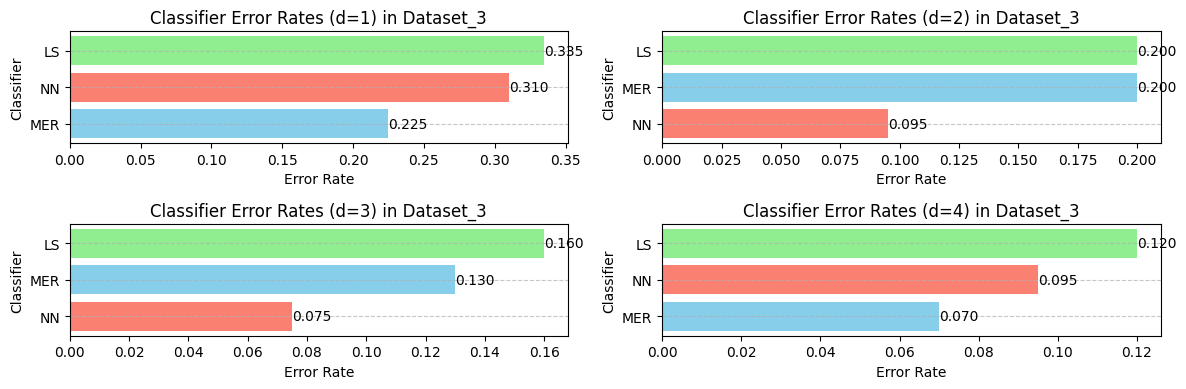 Classifier Error Rates (d=1) in Dataset_3
Classifier
LS
NN
MER
0.335
0.310
0.225
0.00 0.05 0.10 0.15 0.20 0.25 0.30 0.35
Error Rate
Classifier Error Rates (d=2) in Dataset_3
Classifier
LS
MER
NN
0.200
0.200
0.095
0.000 0.025 0.050 0.075 0.100 0.125 0.150 0.175 0.200
Error Rate
Classifier Error Rates (d=3) in Dataset_3
Classifier
LS
MER
NN
0.160
0.130
0.075
0.00 0.02 0.04 0.06 0.08 0.10 0.12 0.14 0.16
Error Rate
Classifier Error Rates (d=4) in Dataset_3
Classifier
LS
NN
MER
0.120
0.095
0.070
0.00 0.02 0.04 0.06 0.08 0.10 0.12
Error Rate